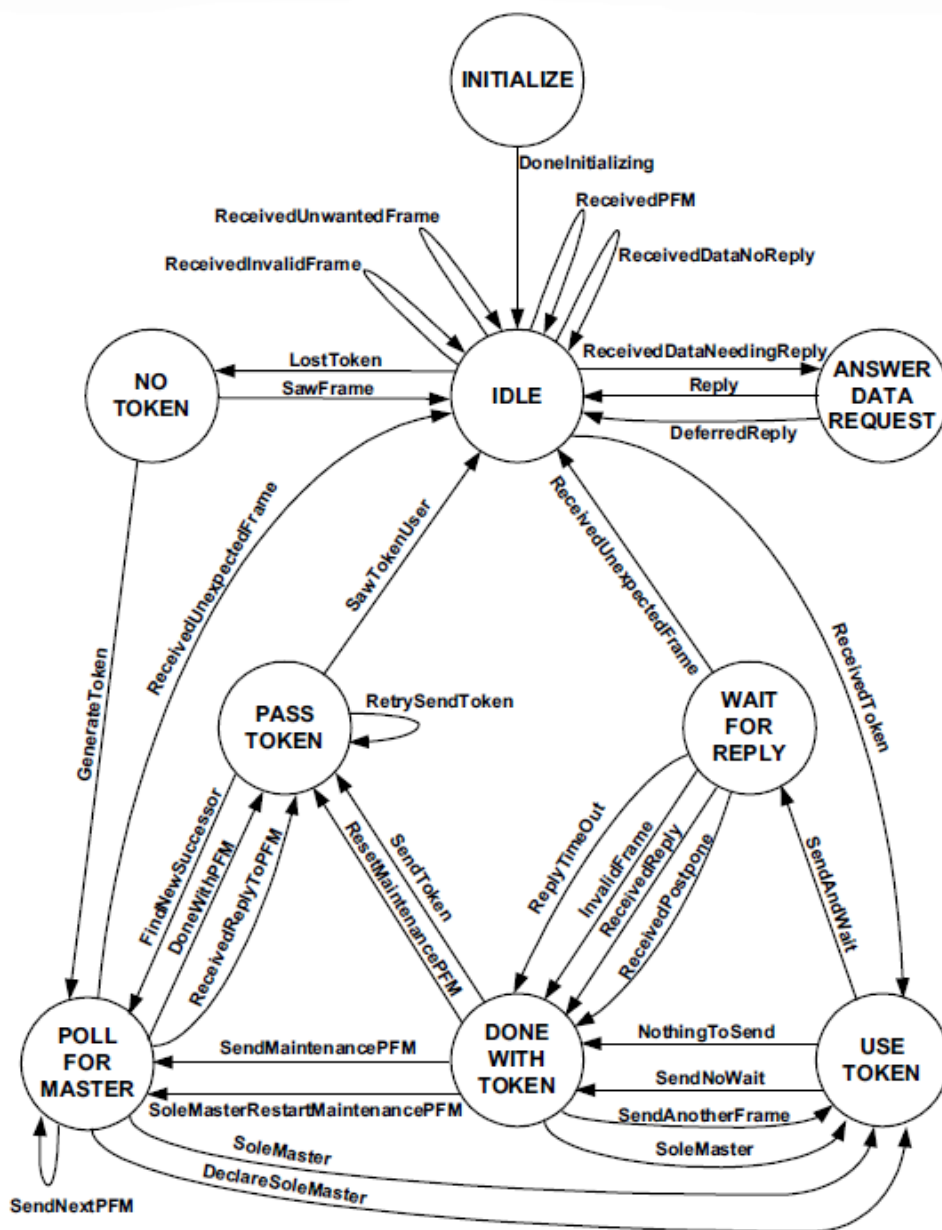 INITIALIZE
DoneInitializing
ReceivedPFM
ReceivedUnwantedFrame
ReceivedDataNoReply
ReceivedInvalidFrame
LostToken
ReceivedDataNeedingReply
NO
TOKEN
SawFrame
IDLE
Reply
ANSWER
DATA
REQUEST
DeferredReply
ReceivedUnexpectedFrame
SawTokenUser
ReceivedUnexpectedFrame
ReceivedToken
GenerateToken
PASS
TOKEN
RetrySendToken
WAIT
FOR
REPLY
FindNewSuccessor
DoneWithPFM
ReceivedReplyToPFM
ResetMaintenancePFM
SendToken
ReplyTimeOut
InvalidFrame
ReceivedReply
ReceivedPostpone
SendAndWait
POLL
FOR
MASTER
SendMaintenancePFM
SoleMasterRestartMaintenancePFM
DONE
WITH
TOKEN
NothingToSend
SendNoWait
SendAnotherFrame
SoleMaster
USE
TOKEN
SoleMaster
DeclareSoleMaster
SendNextPFM